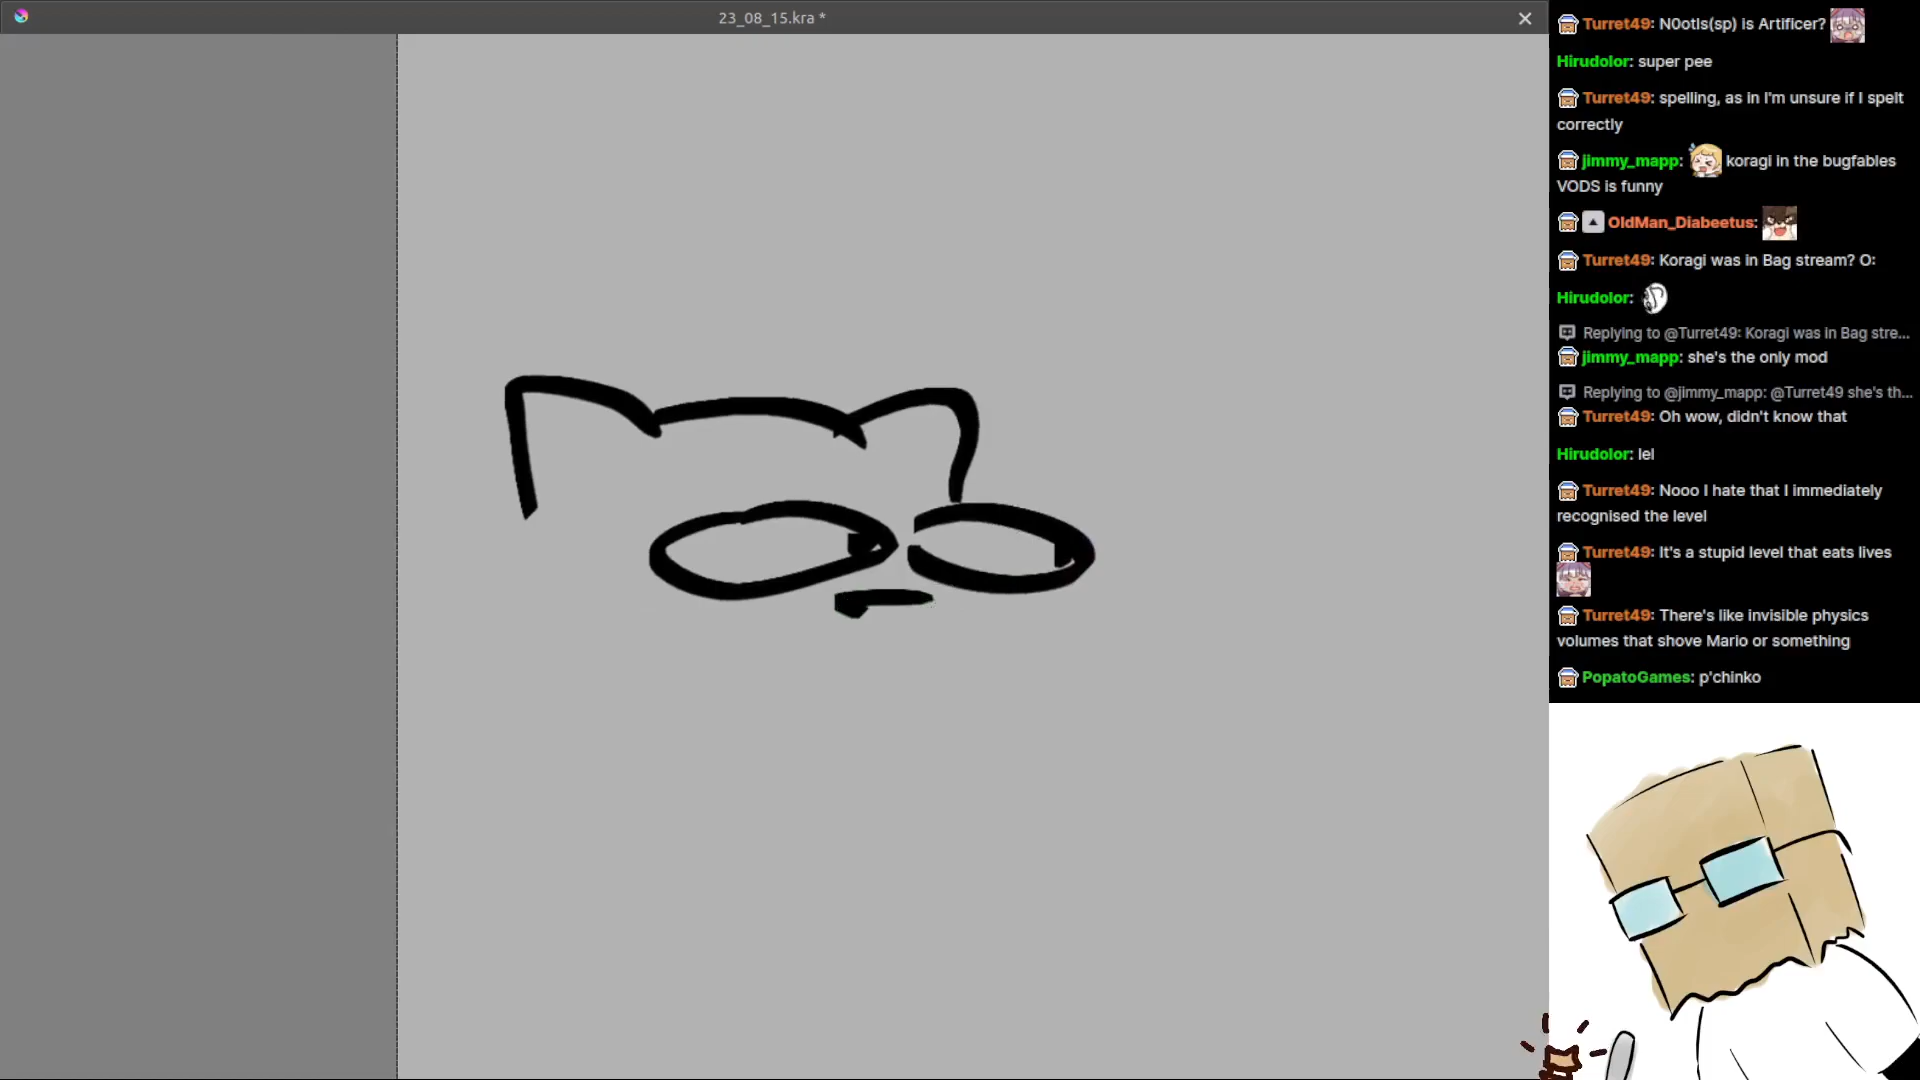 23_08_15.kra *
Turret49: N0otls(sp) is Artificer?
Hirudolor: super pee
Turret49: spelling, as in I'm unsure if I spelt
correctly
jimmy_mapp: koragi in the bugfables
VODS is funny
OldMan_Diabeetus:
Turret49: Koragi was in Bag stream? O:
Hirudolor:
Replying to @Turret49: Koragi was in Bag stre...
jimmy_mapp: she's the only mod
Replying to @jimmy_mapp: @Turret49 she's th...
Turret49: Oh wow, didn't know that
Hirudolor: lel
Turret49: Nooo I hate that I immediately
recognised the level
Turret49: It's a stupid level that eats lives
Turret49: There's like invisible physics
volumes that shove Mario or something
PopatoGames: p'chinko